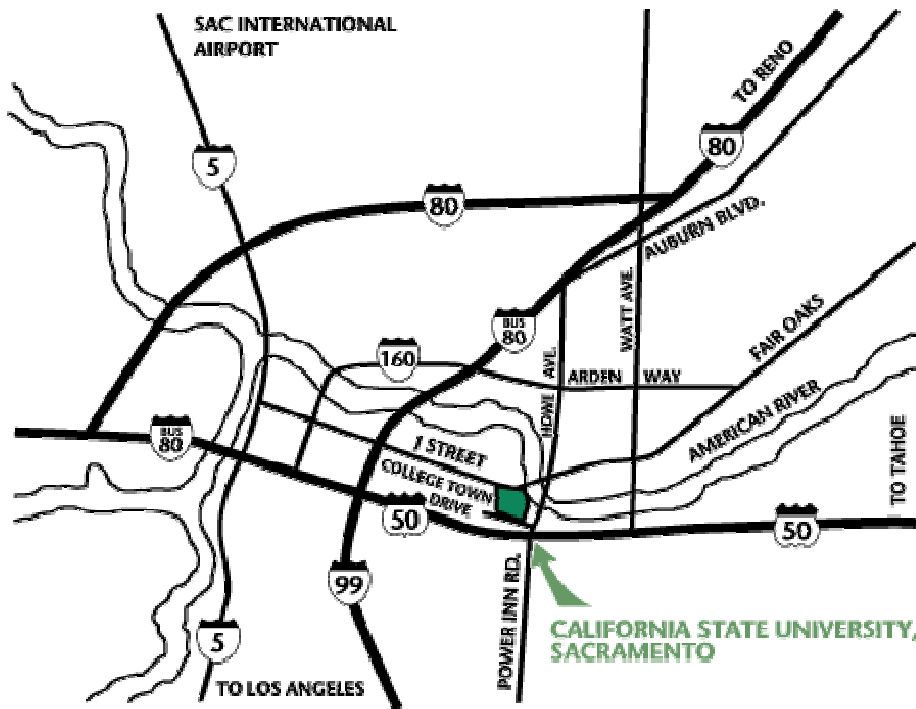 SAC INTERNATIONAL
AIRPORT
TO RENO
5
80
80
AUBURN BLVD.
WATT AVE.
BUS
80
FAIR OAKS
160
HOWE AVE.
ARDEN WAY
AMERICAN RIVER
BUS
80
J STREET
COLLEGE TOWN
DRIVE
TO TAHOE
50
50
99
POWER INN RD.
5
CALIFORNIA STATE UNIVERSITY,
SACRAMENTO
TO LOS ANGELES